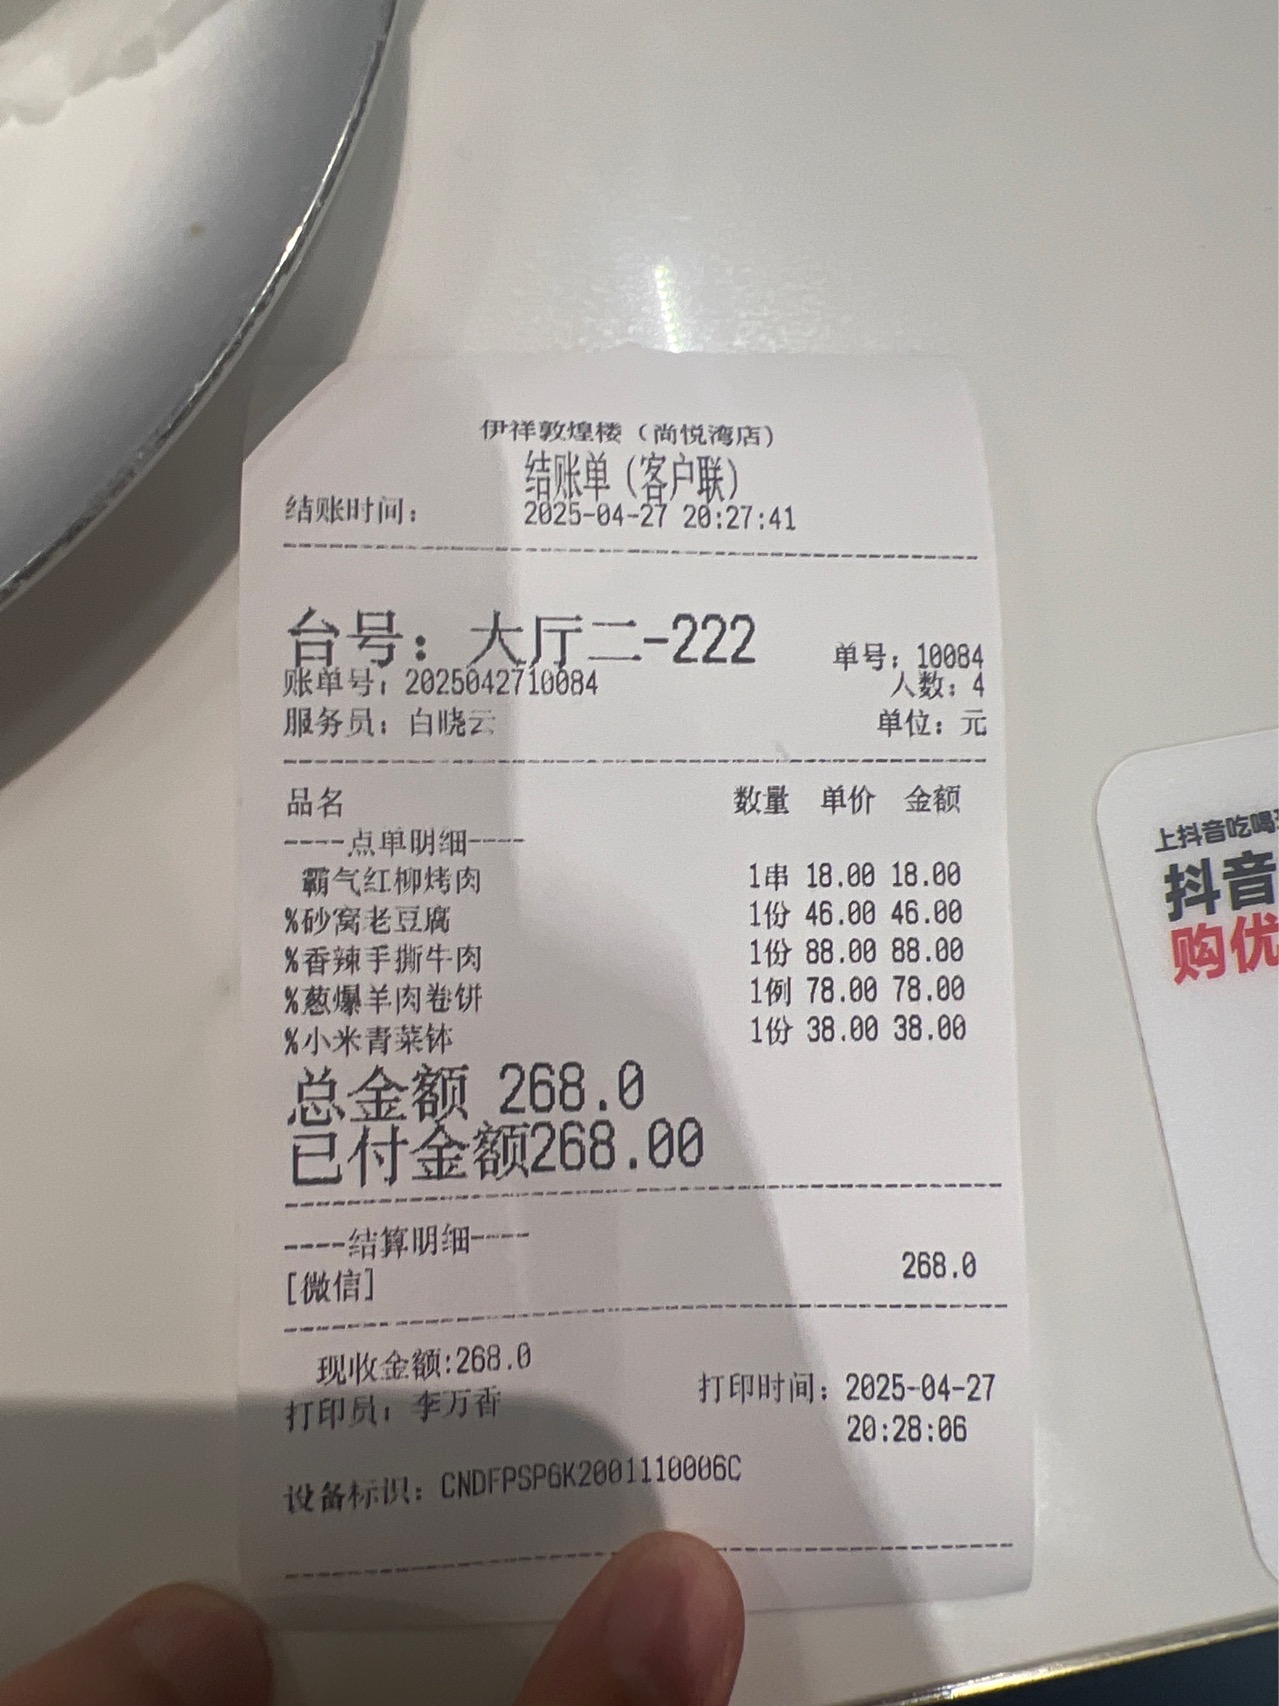 伊祥敦煌楼（尚悦湾店）
结账单（客户联）
结账时间： 2025-04-27 20:27:41
台号：大厅二-222 单号：10084
账单号：2025042710084 人数：4
服务员：白晓云 单位：元
品名 数量 单价 金额
----点单明细----
霸气红柳烤肉 1串 18.00 18.00
%砂窝老豆腐 1份 46.00 46.00
%香辣手撕牛肉 1份 88.00 88.00
%葱爆羊肉卷饼 1例 78.00 78.00
%小米青菜钵 1份 38.00 38.00
总金额 268.0
已付金额268.00
----结算明细----
[微信] 268.0
现收金额:268.0
打印员：李万香 打印时间：2025-04-27
20:28:06
设备标识：CNDFPSP6K2001110006C
上抖音吃喝
抖音
购优